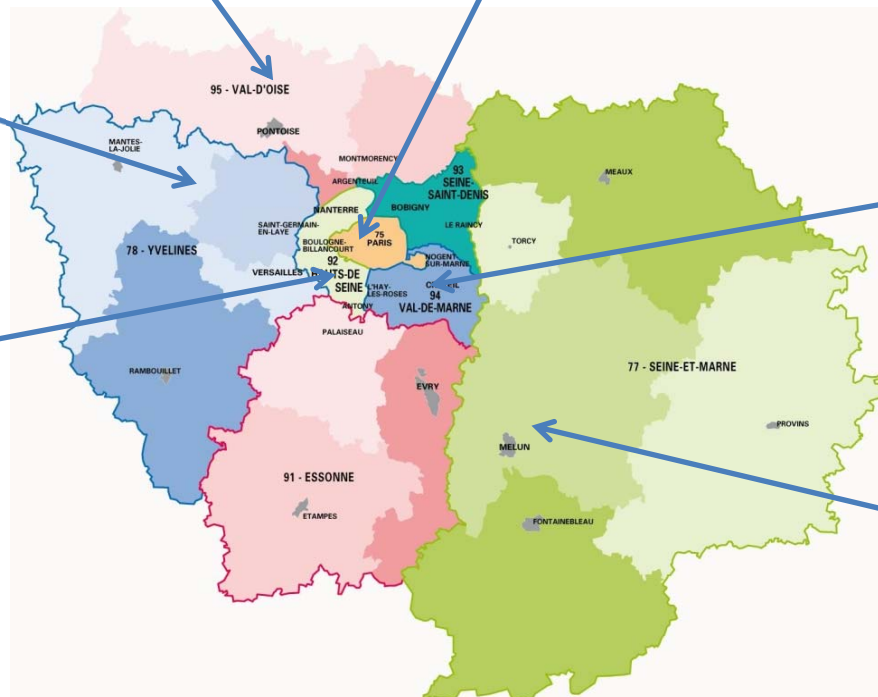 95 - VAL-D'OISE
PONTOISE
MANTES-
LA-JOLIE
MONTMORENCY
ARGENTEUIL
93
SEINE-
SAINT-DENIS
MEAUX
NANTERRE
BOBIGNY
SAINT-GERMAIN-
EN-LAYE
LE RAINCY
75
PARIS
TORCY
BOULOGNE-
BILLANCOURT
78 - YVELINES
NOGENT
SUR-MARNE
92
VERSAILLES
SEINE
L'HAY-
LES-ROSES
94
VAL-DE-MARNE
ANTONY
PALAISEAU
RAMBOUILLET
EVRY
77 - SEINE-ET-MARNE
PROVINS
MELUN
91 - ESSONNE
ETAMPES
FONTAINEBLEAU